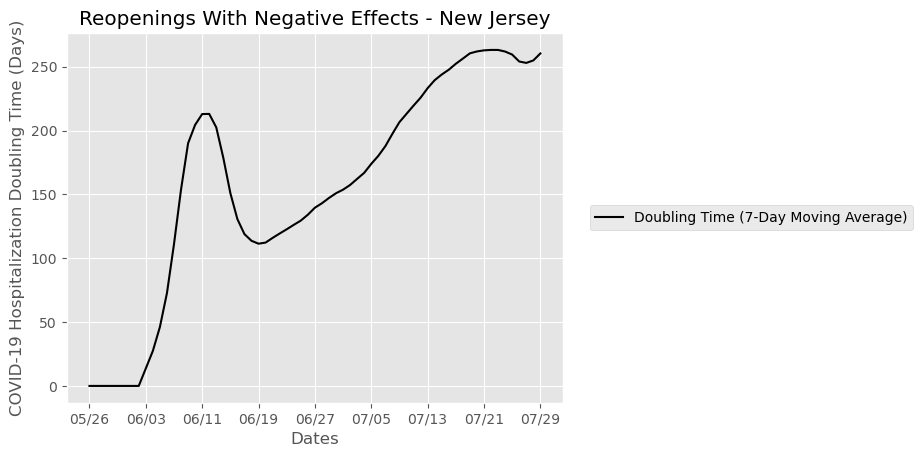 Reopenings With Negative Effects - New Jersey
COVID-19 Hospitalization Doubling Time (Days)
250
200
150
100
50
0
05/26 06/03 06/11 06/19 06/27 07/05 07/13 07/21 07/29
Dates
Doubling Time (7-Day Moving Average)